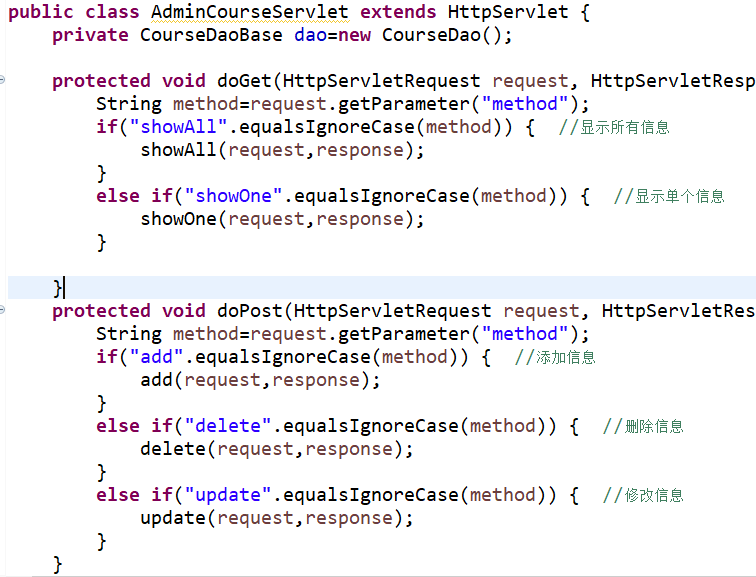 public class AdminCourseServlet extends HttpServlet {
    private CourseDaoBase dao=new CourseDao();
    protected void doGet(HttpServletRequest request, HttpServletResp
        String method=request.getParameter("method");
        if("showAll".equalsIgnoreCase(method)) {  //显示所有信息
            showAll(request,response);
        }
        else if("showOne".equalsIgnoreCase(method)) {  //显示单个信息
            showOne(request,response);
        }
    }
    protected void doPost(HttpServletRequest request, HttpServletRes
        String method=request.getParameter("method");
        if("add".equalsIgnoreCase(method)) {  //添加信息
            add(request,response);
        }
        else if("delete".equalsIgnoreCase(method)) {  //删除信息
            delete(request,response);
        }
        else if("update".equalsIgnoreCase(method)) {  //修改信息
            update(request,response);
        }
    }